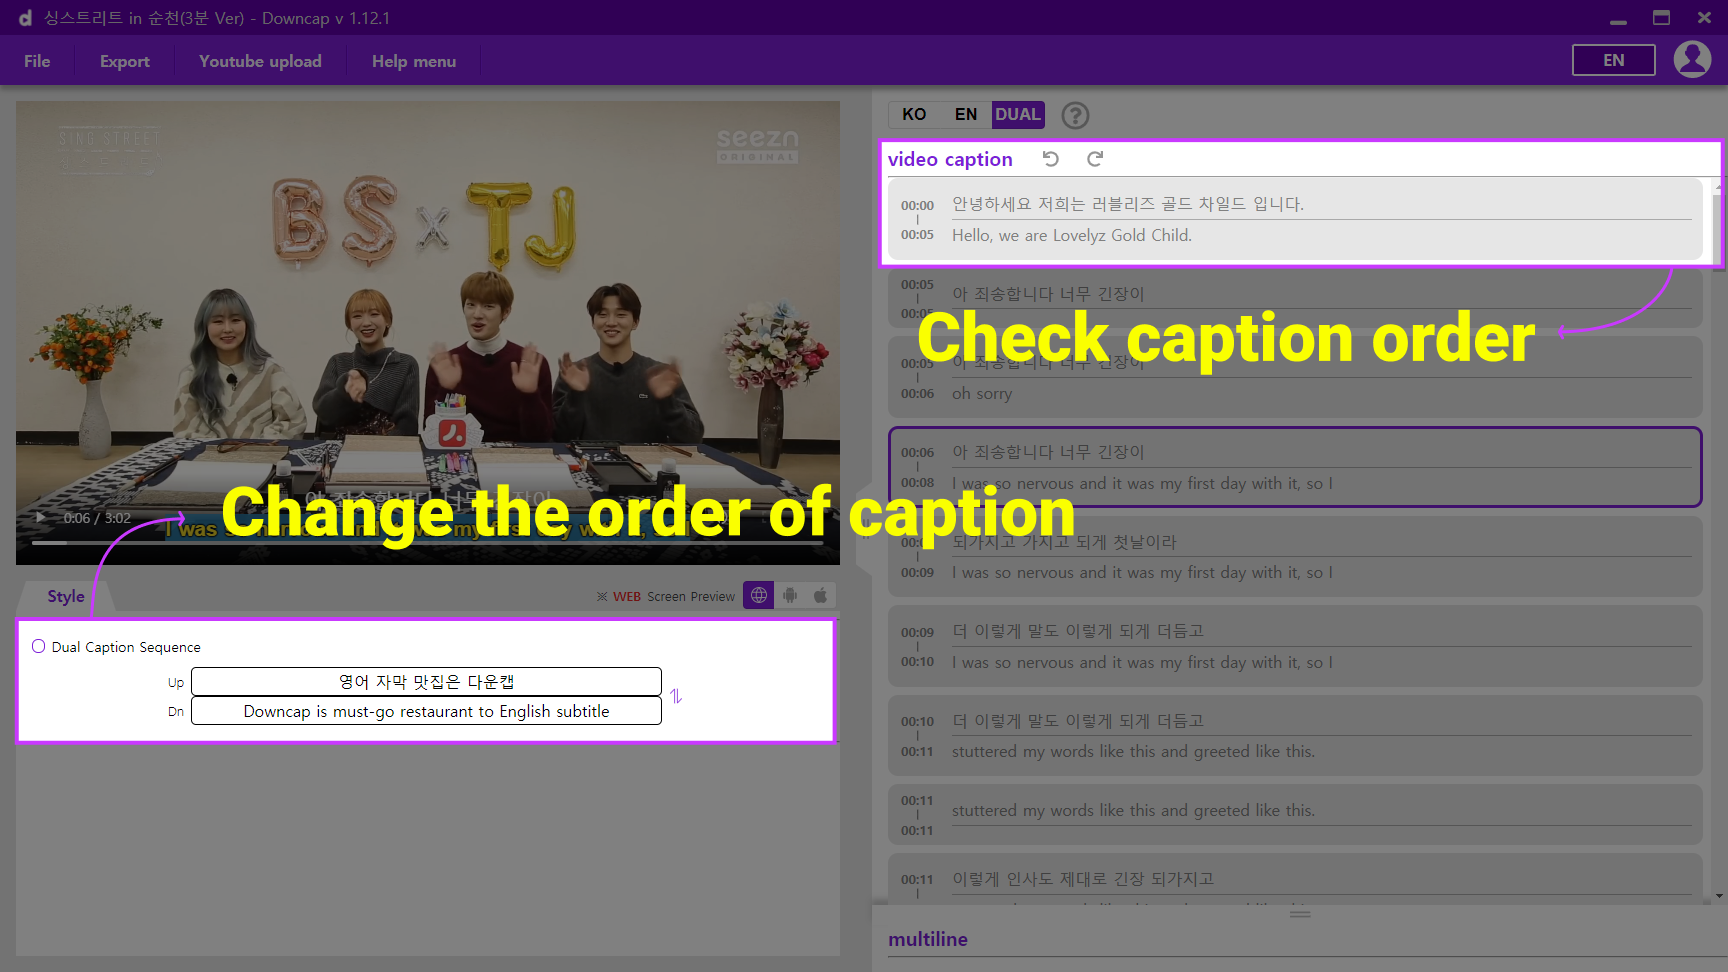 싱스트리트 in 순천(3분 Ver) - Downcap v 1.12.1
File
Export
Youtube upload
Help menu
EN
SING STREET
seezn
ORIGINAL
BS x TJ
0:06 / 3:02
아 죄송합니다 너무 긴장이
Change the order of caption
Style
※ WEB Screen Preview
Dual Caption Sequence
Up
영어 자막 맛집은 다운캡
Dn
Downcap is must-go restaurant to English subtitle
KO
EN
DUAL
?
video caption
00:00
안녕하세요 저희는 러블리즈 골드 차일드 입니다.
00:05
Hello, we are Lovelyz Gold Child.
00:05
아 죄송합니다 너무 긴장이
00:05
Check caption order
00:05
아 죄송합니다 너무 긴장이
00:06
oh sorry
00:06
아 죄송합니다 너무 긴장이
00:08
I was so nervous and it was my first day with it, so I
되가지고 가지고 되게 첫날이라
00:09
I was so nervous and it was my first day with it, so I
00:09
더 이렇게 말도 이렇게 되게 더듬고
00:10
I was so nervous and it was my first day with it, so I
00:10
더 이렇게 말도 이렇게 되게 더듬고
00:11
stuttered my words like this and greeted like this.
00:11
stuttered my words like this and greeted like this.
00:11
00:11
이렇게 인사도 제대로 긴장 되가지고
multiline